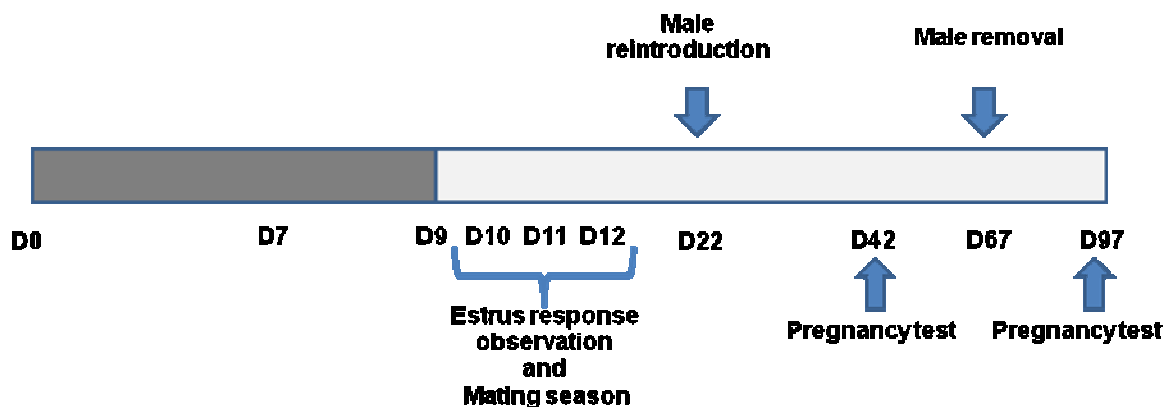 Male
reintroduction
Male removal
D0 D7 D9 D10 D11 D12 D22 D42 D67 D97
Estrus response
observation
and
Mating season
Pregnancytest
Pregnancytest